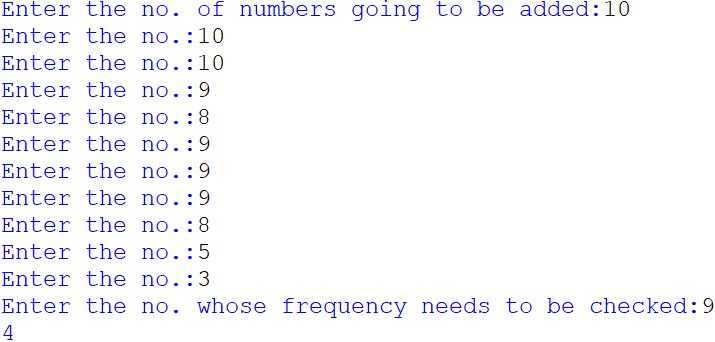 Enter the no. of numbers going to be added:10
Enter the no.:10
Enter the no.:10
Enter the no.:9
Enter the no.:8
Enter the no.:9
Enter the no.:9
Enter the no.:9
Enter the no.:8
Enter the no.:5
Enter the no.:3
Enter the no. whose frequency needs to be checked:9
4